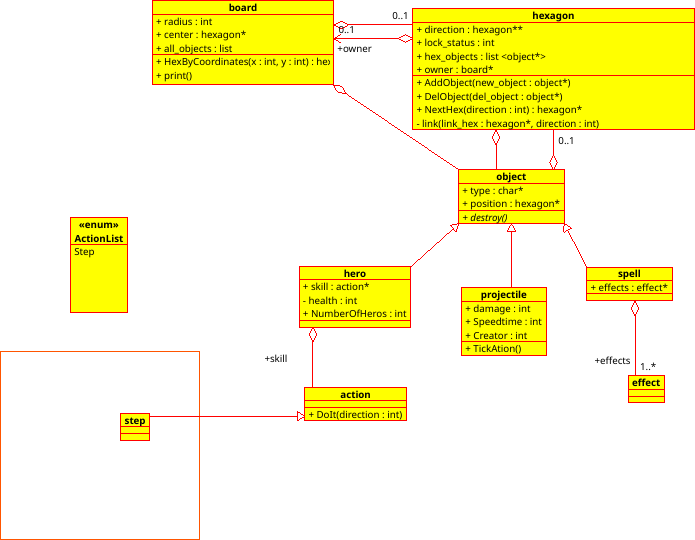 board
+ radius : int
+ center : hexagon*
+ all_objects : list
+ HexByCoordinates(x : int, y : int) : hex
+ print()
0..1
0..1
+owner
hexagon
+ direction : hexagon**
+ lock_status : int
+ hex_objects : list <object*>
+ owner : board*
+ AddObject(new_object : object*)
+ DelObject(del_object : object*)
+ NextHex(direction : int) : hexagon*
- link(link_hex : hexagon*, direction : int)
0..1
object
+ type : char*
+ position : hexagon*
+ destroy()
«enum»
ActionList
Step
hero
+ skill : action*
- health : int
+ NumberOfHeros : int
projectile
+ damage : int
+ Speedtime : int
+ Creator : int
+ TickAtion()
spell
+ effects : effect*
+skill
+effects
1..*
effect
action
+ DoIt(direction : int)
step